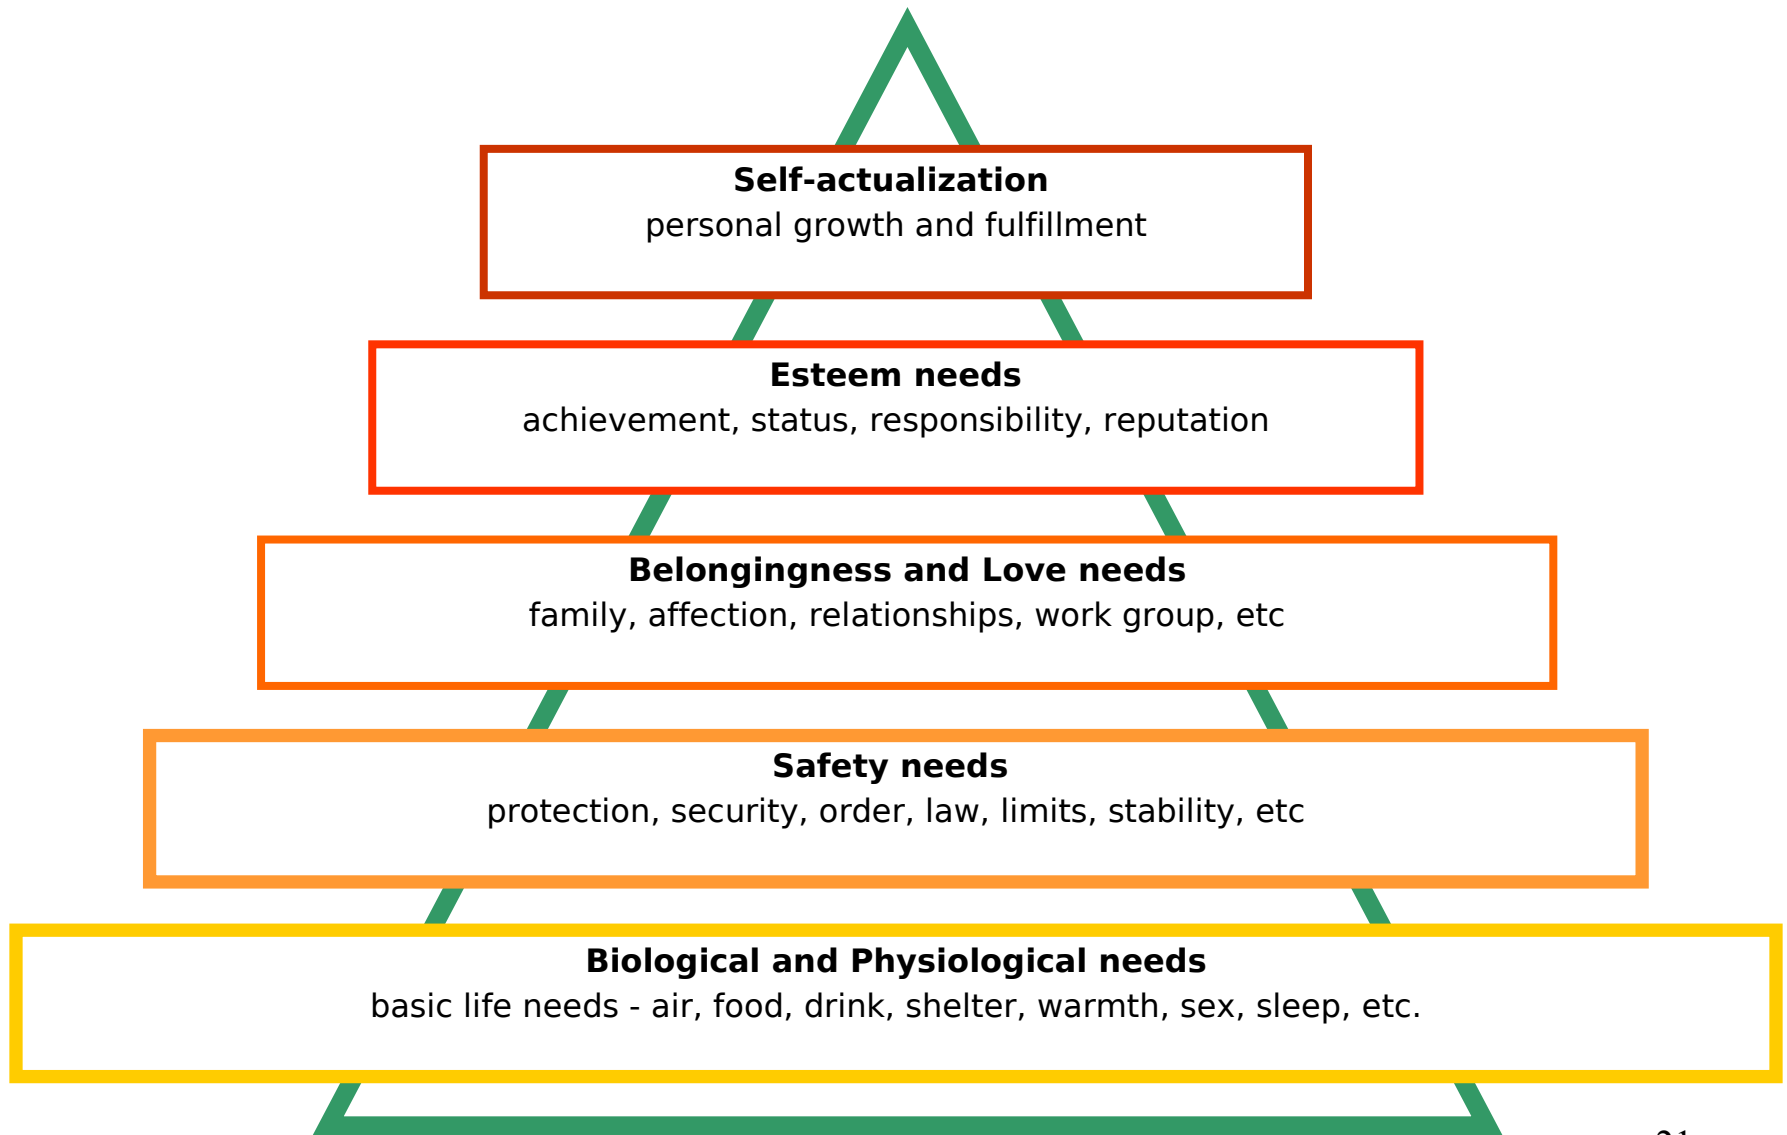 Self-actualization
personal growth and fulfillment
Esteem needs
achievement, status, responsibility, reputation
Belongingness and Love needs
family, affection, relationships, work group, etc
Safety needs
protection, security, order, law, limits, stability, etc
Biological and Physiological needs
basic life needs - air, food, drink, shelter, warmth, sex, sleep, etc.